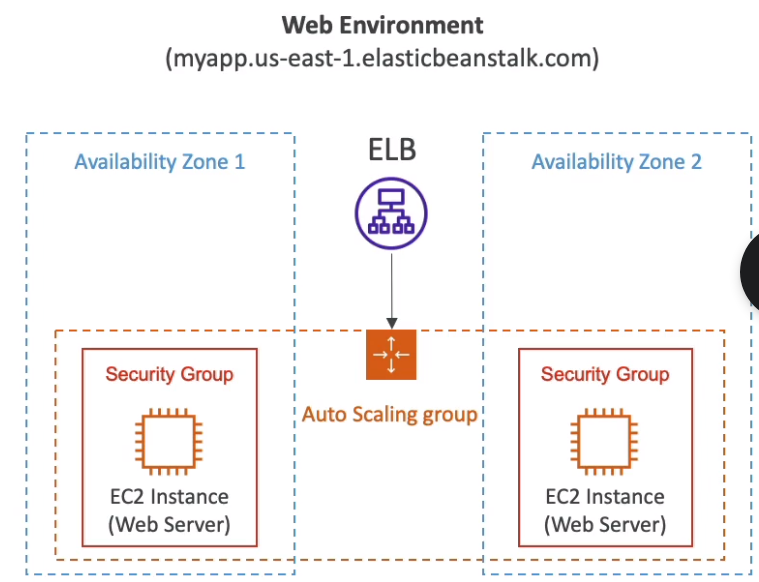 Web Environment
(myapp.us-east-1.elasticbeanstalk.com)
Availability Zone 1
ELB
Availability Zone 2
Security Group
Auto Scaling group
Security Group
EC2 Instance
(Web Server)
EC2 Instance
(Web Server)